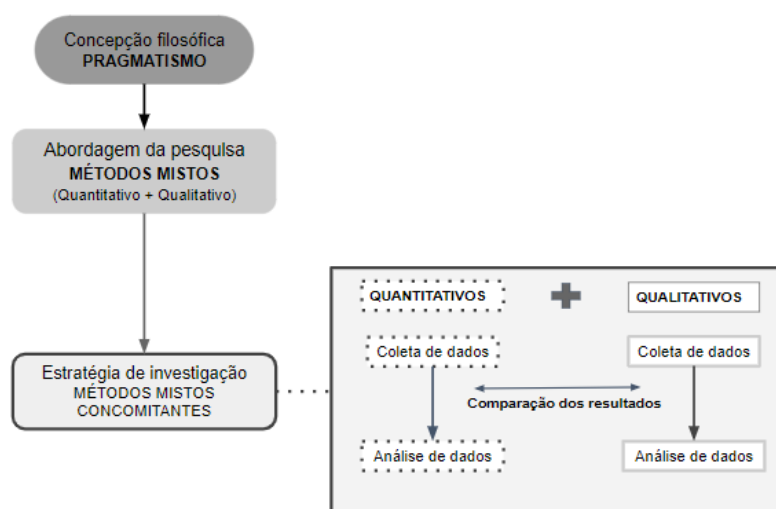 Concepção filosófica
PRAGMATISMO
Abordagem da pesqulsa
MÉTODOS MISTOS
(Quantitativo + Qualitativo)
Estratégia de investigação
MÉTODOS MISTOS
CONCOMITANTES
QUANTITATIVOS
QUALITATIVOS
Coleta de dados
Coleta de dados
Comparação dos resultados
Análise de dados
Análise de dados